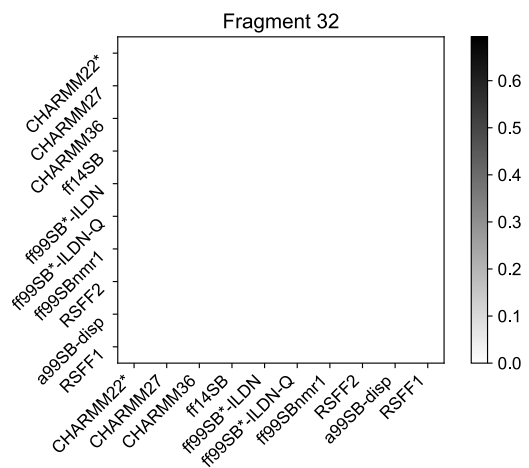 Fragment 32
CHARMM22*
CHARMM27
CHARMM36
ff14SB
ff99SB*-ILDN
ff99SB*-ILDN-Q
ff99SBnmr1
RSFF2
a99SB-disp
RSFF1
CHARMM22*
CHARMM27
CHARMM36
ff14SB
ff99SB*-ILDN
ff99SB*-ILDN-Q
ff99SBnmr1
RSFF2
a99SB-disp
RSFF1
0.6
0.5
0.4
0.3
0.2
0.1
0.0